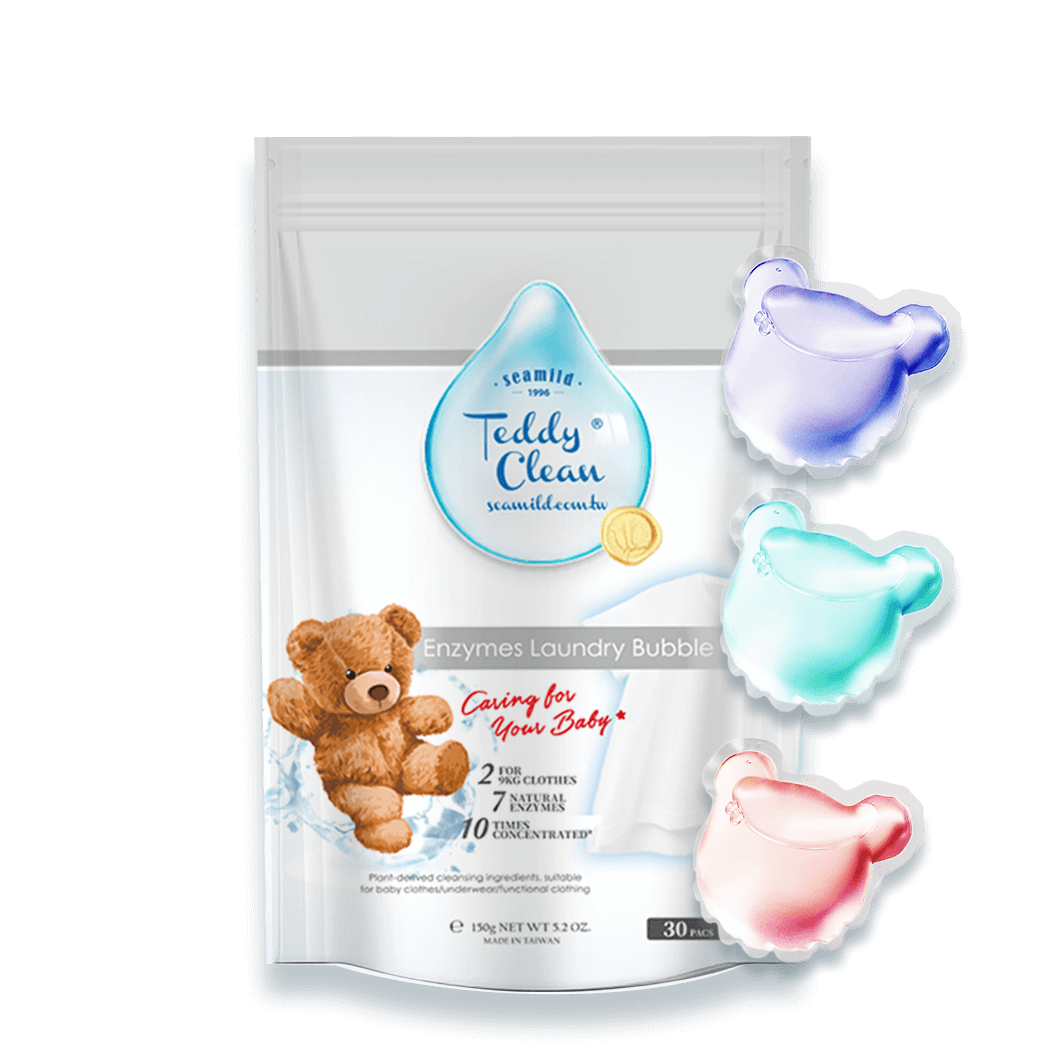 · seamild ·
— 1996 —
Teddy ®
Clean
seamild.com.tw
Enzymes Laundry Bubble
Caring for
Your Baby*
2 FOR
9KG CLOTHES
7 NATURAL
ENZYMES
10 TIMES
CONCENTRATED*
Plant-derived cleansing ingredients, suitable
for baby clothes/underwear/functional clothing
℮ 150g NET WT 5.2 OZ.
MADE IN TAIWAN
30 PACS